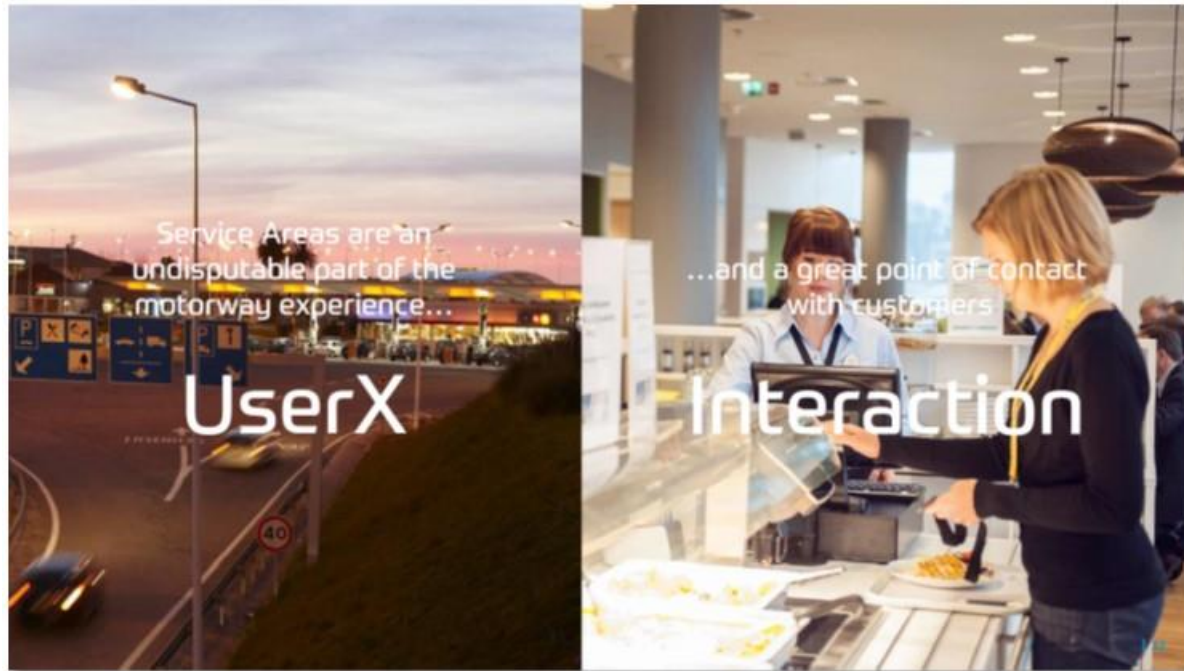 Service Areas are an
undisputable part of the
motorway experience...
UserX
P
P
40
...and a great point of contact
with customers
Interaction